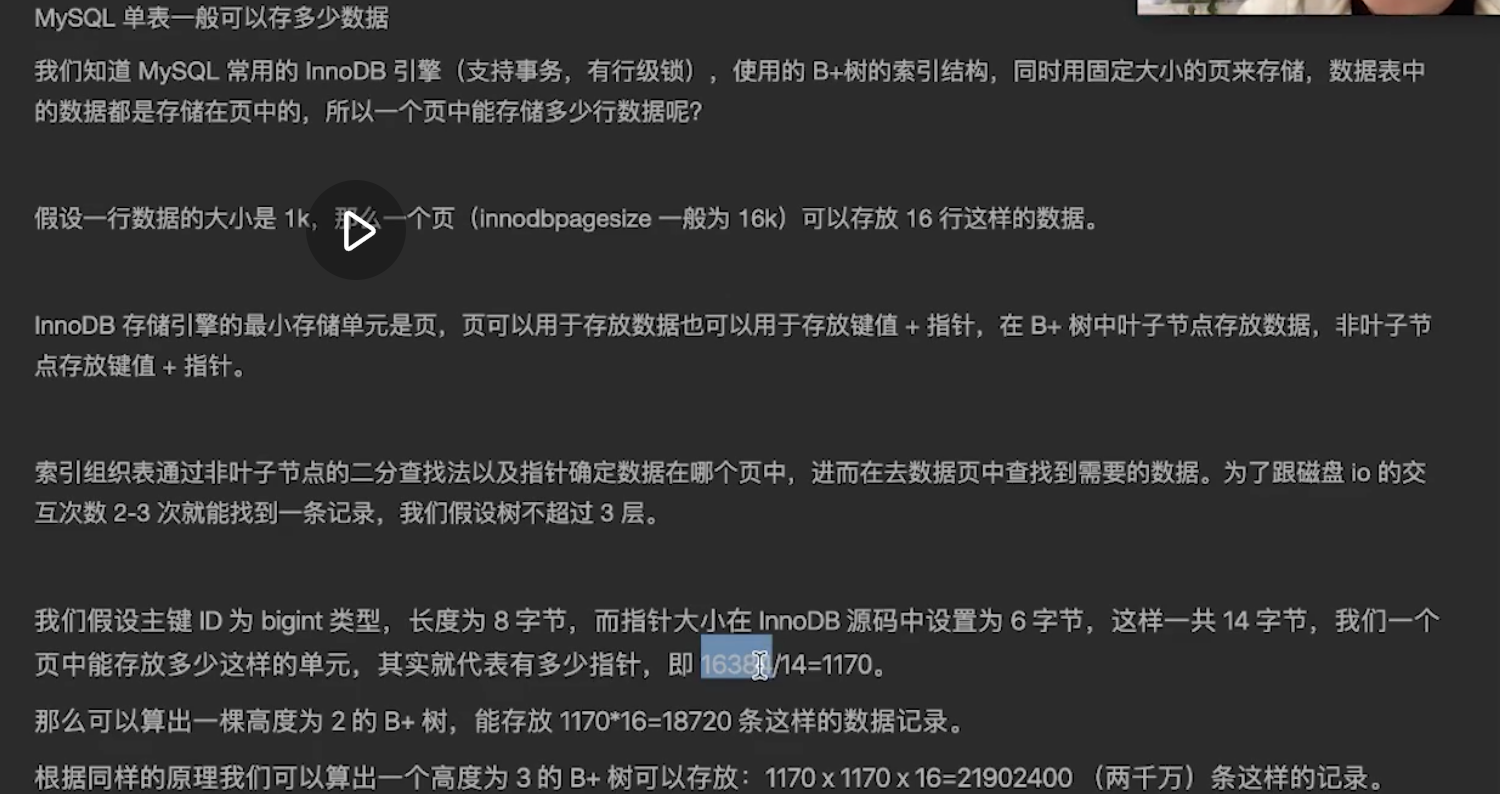 MySQL 单表一般可以存多少数据
我们知道 MySQL 常用的 InnoDB 引擎（支持事务，有行级锁），使用的 B+树的索引结构，同时用固定大小的页来存储，数据表中
的数据都是存储在页中的，所以一个页中能存储多少行数据呢？
假设一行数据的大小是 1k，那么一个页（innodbpagesize 一般为 16k）可以存放 16 行这样的数据。
InnoDB 存储引擎的最小存储单元是页，页可以用于存放数据也可以用于存放键值 + 指针，在 B+ 树中叶子节点存放数据，非叶子节
点存放键值 + 指针。
索引组织表通过非叶子节点的二分查找法以及指针确定数据在哪个页中，进而在去数据页中查找到需要的数据。为了跟磁盘 io 的交
互次数 2-3 次就能找到一条记录，我们假设树不超过 3 层。
我们假设主键 ID 为 bigint 类型，长度为 8 字节，而指针大小在 InnoDB 源码中设置为 6 字节，这样一共 14 字节，我们一个
页中能存放多少这样的单元，其实就代表有多少指针，即 16384/14=1170。
那么可以算出一棵高度为 2 的 B+ 树，能存放 1170*16=18720 条这样的数据记录。
根据同样的原理我们可以算出一个高度为 3 的 B+ 树可以存放：1170 x 1170 x 16=21902400 （两千万）条这样的记录。